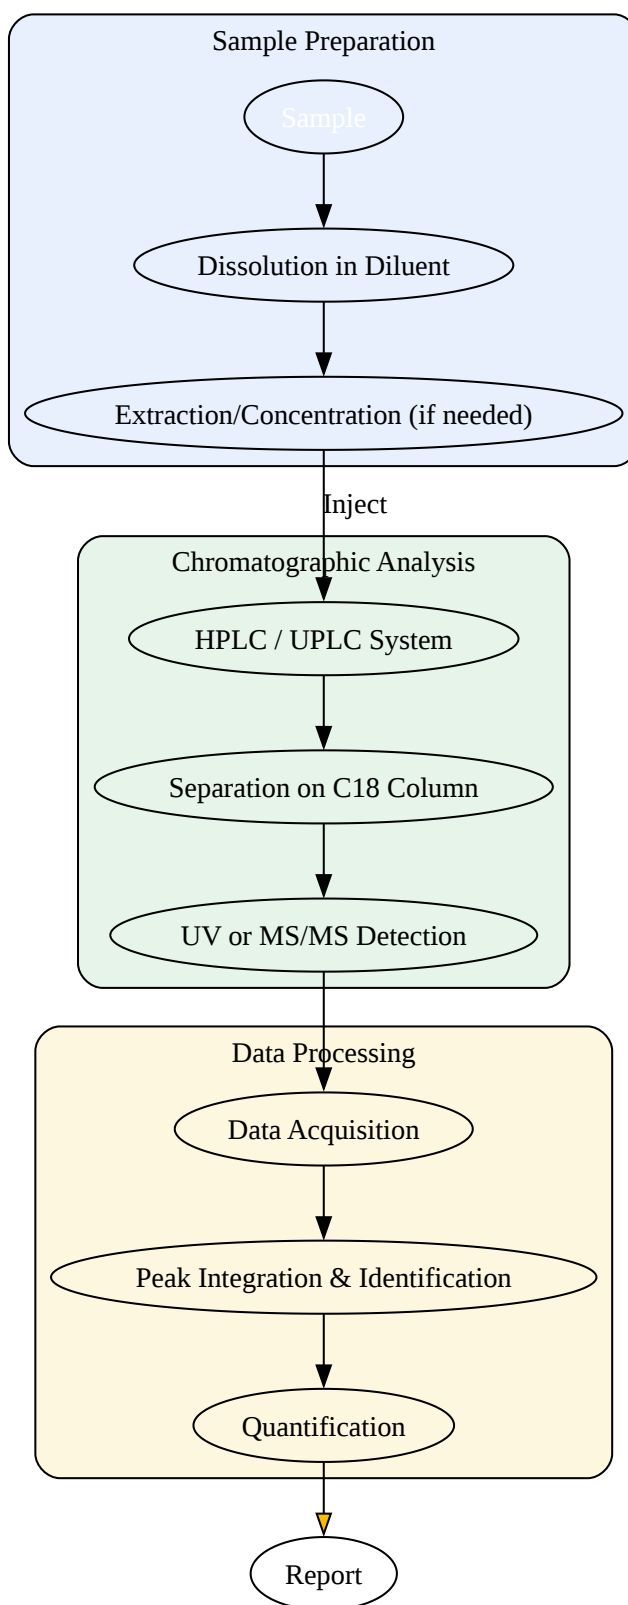 Sample Preparation
Sample
Dissolution in Diluent
Extraction/Concentration (if needed)
Inject
Chromatographic Analysis
HPLC / UPLC System
Separation on C18 Column
UV or MS/MS Detection
Data Processing
Data Acquisition
Peak Integration & Identification
Quantification
Report